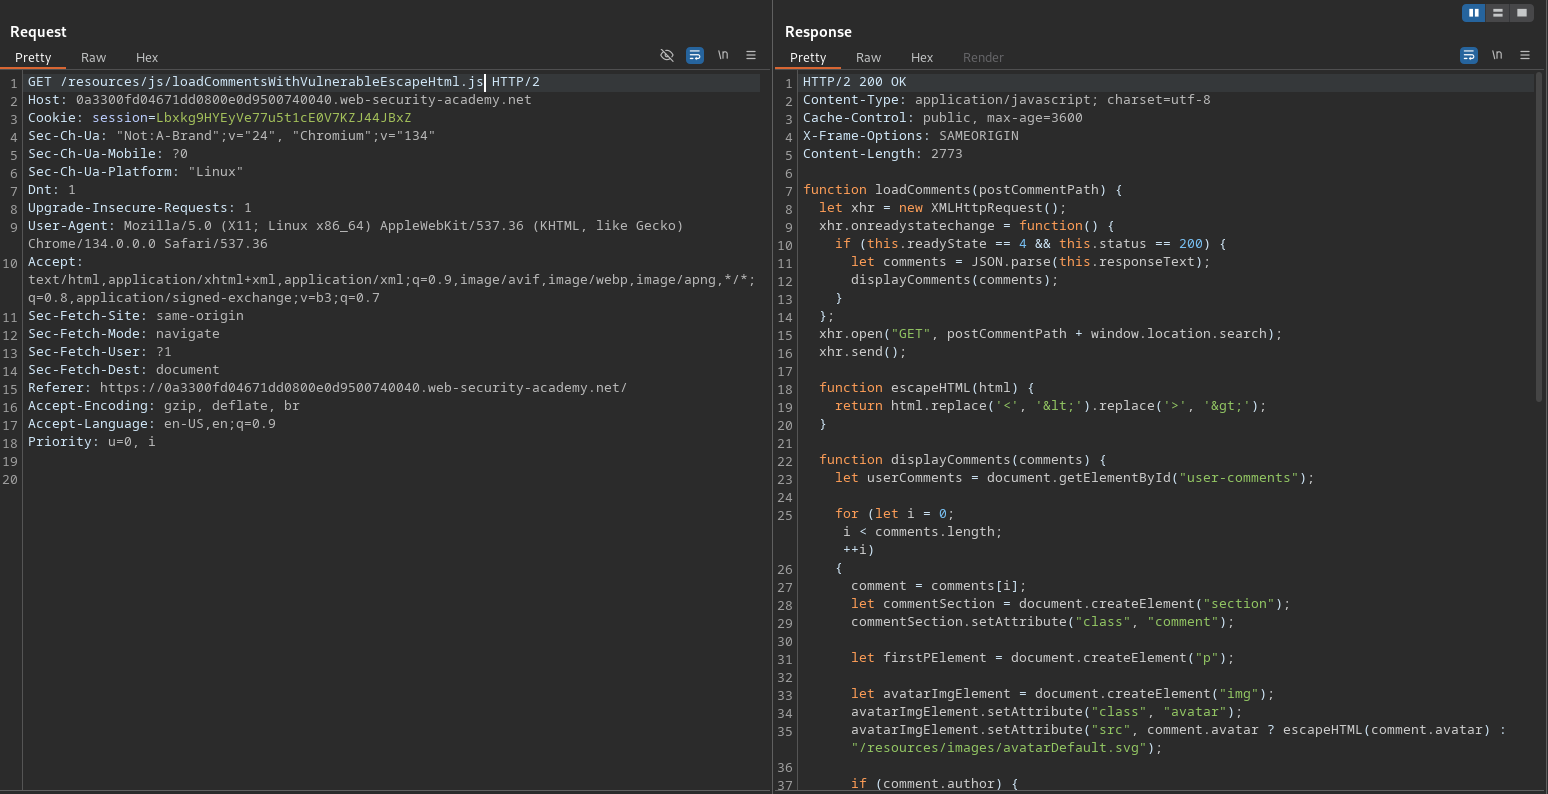 Request
Pretty Raw Hex
\n
1 GET /resources/js/loadCommentsWithVulnerableEscapeHtml.js HTTP/2
2 Host: 0a3300fd04671dd0800e0d9500740040.web-security-academy.net
3 Cookie: session=Lbxkg9HYEyVe77u5t1cE0V7KZJ44JBxZ
4 Sec-Ch-Ua: "Not:A-Brand";v="24", "Chromium";v="134"
5 Sec-Ch-Ua-Mobile: ?0
6 Sec-Ch-Ua-Platform: "Linux"
7 Dnt: 1
8 Upgrade-Insecure-Requests: 1
9 User-Agent: Mozilla/5.0 (X11; Linux x86_64) AppleWebKit/537.36 (KHTML, like Gecko)
Chrome/134.0.0.0 Safari/537.36
10 Accept:
text/html,application/xhtml+xml,application/xml;q=0.9,image/avif,image/webp,image/apng,*/*;
q=0.8,application/signed-exchange;v=b3;q=0.7
11 Sec-Fetch-Site: same-origin
12 Sec-Fetch-Mode: navigate
13 Sec-Fetch-User: ?1
14 Sec-Fetch-Dest: document
15 Referer: https://0a3300fd04671dd0800e0d9500740040.web-security-academy.net/
16 Accept-Encoding: gzip, deflate, br
17 Accept-Language: en-US,en;q=0.9
18 Priority: u=0, i
19
20
Response
Pretty Raw Hex Render
\n
1 HTTP/2 200 OK
2 Content-Type: application/javascript; charset=utf-8
3 Cache-Control: public, max-age=3600
4 X-Frame-Options: SAMEORIGIN
5 Content-Length: 2773
6
7 function loadComments(postCommentPath) {
8 let xhr = new XMLHttpRequest();
9 xhr.onreadystatechange = function() {
10 if (this.readyState == 4 && this.status == 200) {
11 let comments = JSON.parse(this.responseText);
12 displayComments(comments);
13 }
14 };
15 xhr.open("GET", postCommentPath + window.location.search);
16 xhr.send();
17
18 function escapeHTML(html) {
19 return html.replace('<', '&lt;').replace('>', '&gt;');
20 }
21
22 function displayComments(comments) {
23 let userComments = document.getElementById("user-comments");
24
25 for (let i = 0;
i < comments.length;
++i)
26 {
27 comment = comments[i];
28 let commentSection = document.createElement("section");
29 commentSection.setAttribute("class", "comment");
30
31 let firstPElement = document.createElement("p");
32
33 let avatarImgElement = document.createElement("img");
34 avatarImgElement.setAttribute("class", "avatar");
35 avatarImgElement.setAttribute("src", comment.avatar ? escapeHTML(comment.avatar) :
"/resources/images/avatarDefault.svg");
36
37 if (comment.author) {